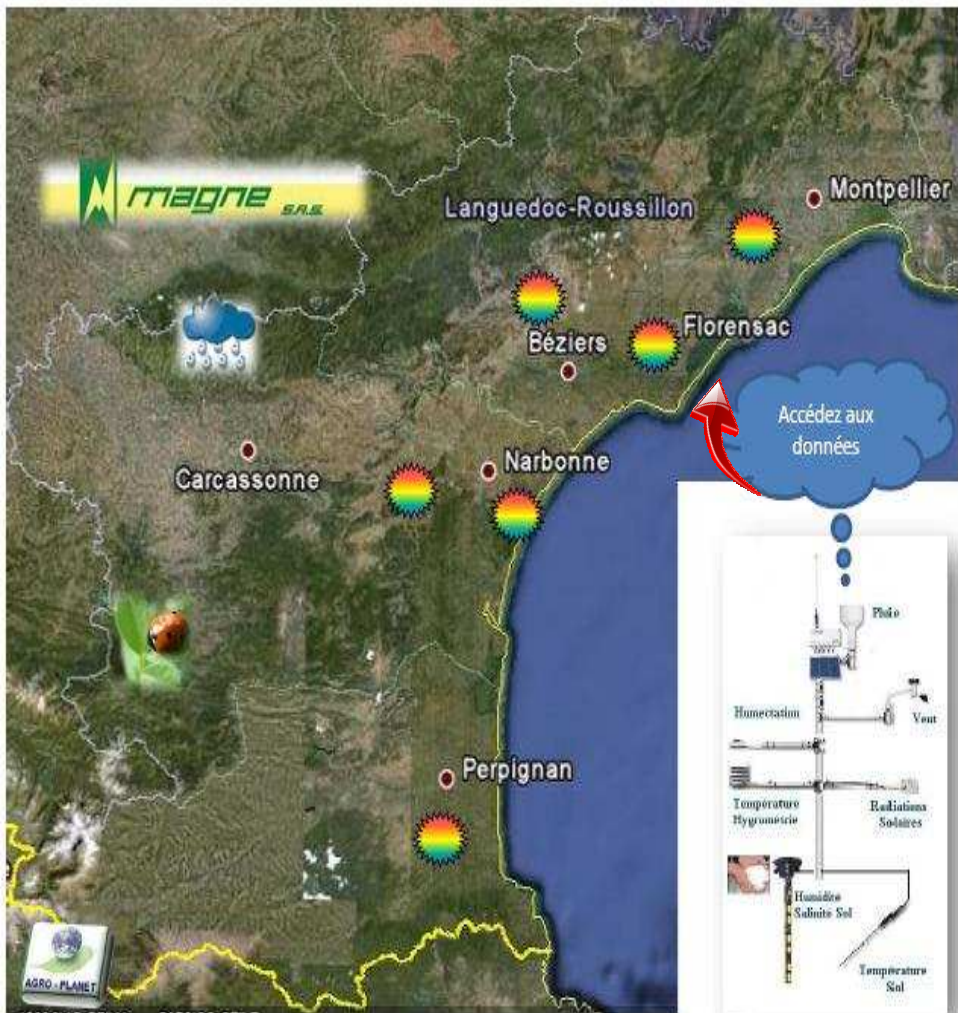 magne S.A.S.
Montpellier
Languedoc-Roussillon
Florensac
Béziers
Accédez aux
données
Narbonne
Carcassonne
Pluie
Humectation
Vent
Perpignan
Température
Hygrométrie
Radiations
Solaires
Humidité
Salinité Sol
Température
Sol
AGRO - PLANET